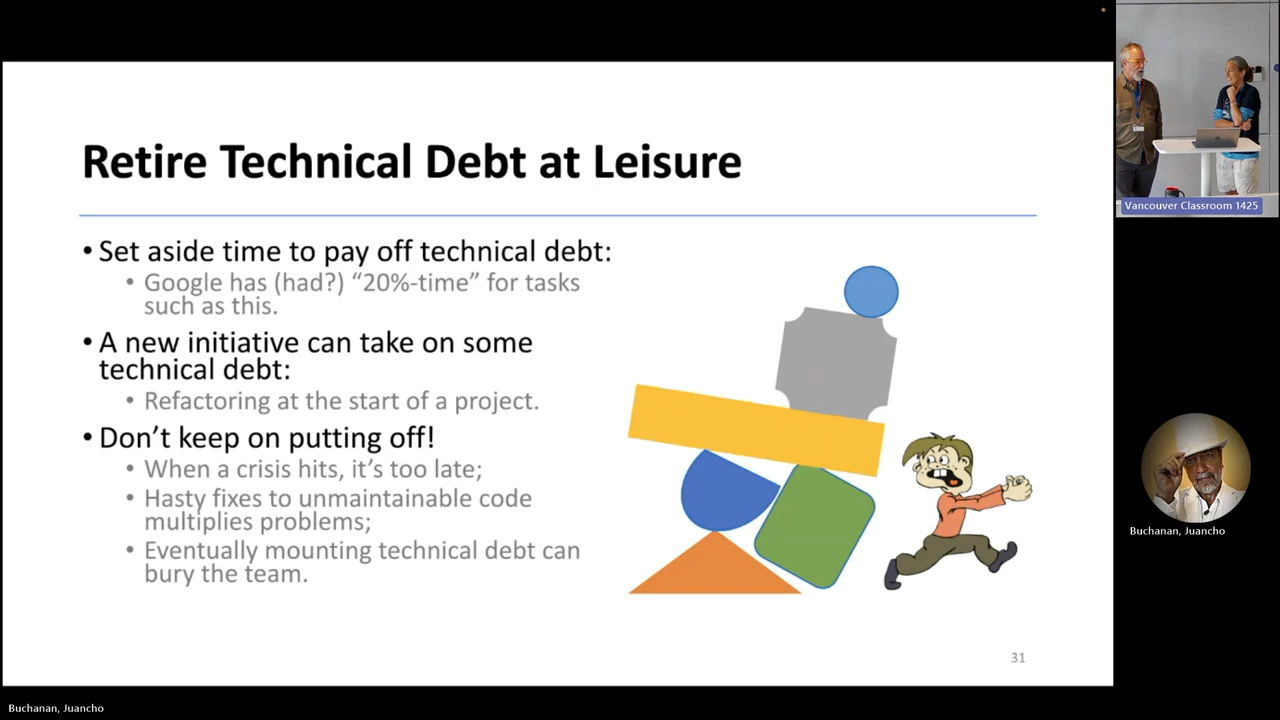 Retire Technical Debt at Leisure
• Set aside time to pay off technical debt:
• Google has (had?) “20%-time” for tasks
such as this.
• A new initiative can take on some
technical debt:
• Refactoring at the start of a project.
• Don’t keep on putting off!
• When a crisis hits, it’s too late;
• Hasty fixes to unmaintainable code
multiplies problems;
• Eventually mounting technical debt can
bury the team.
31
Vancouver Classroom 1425
Buchanan, Juancho
Buchanan, Juancho